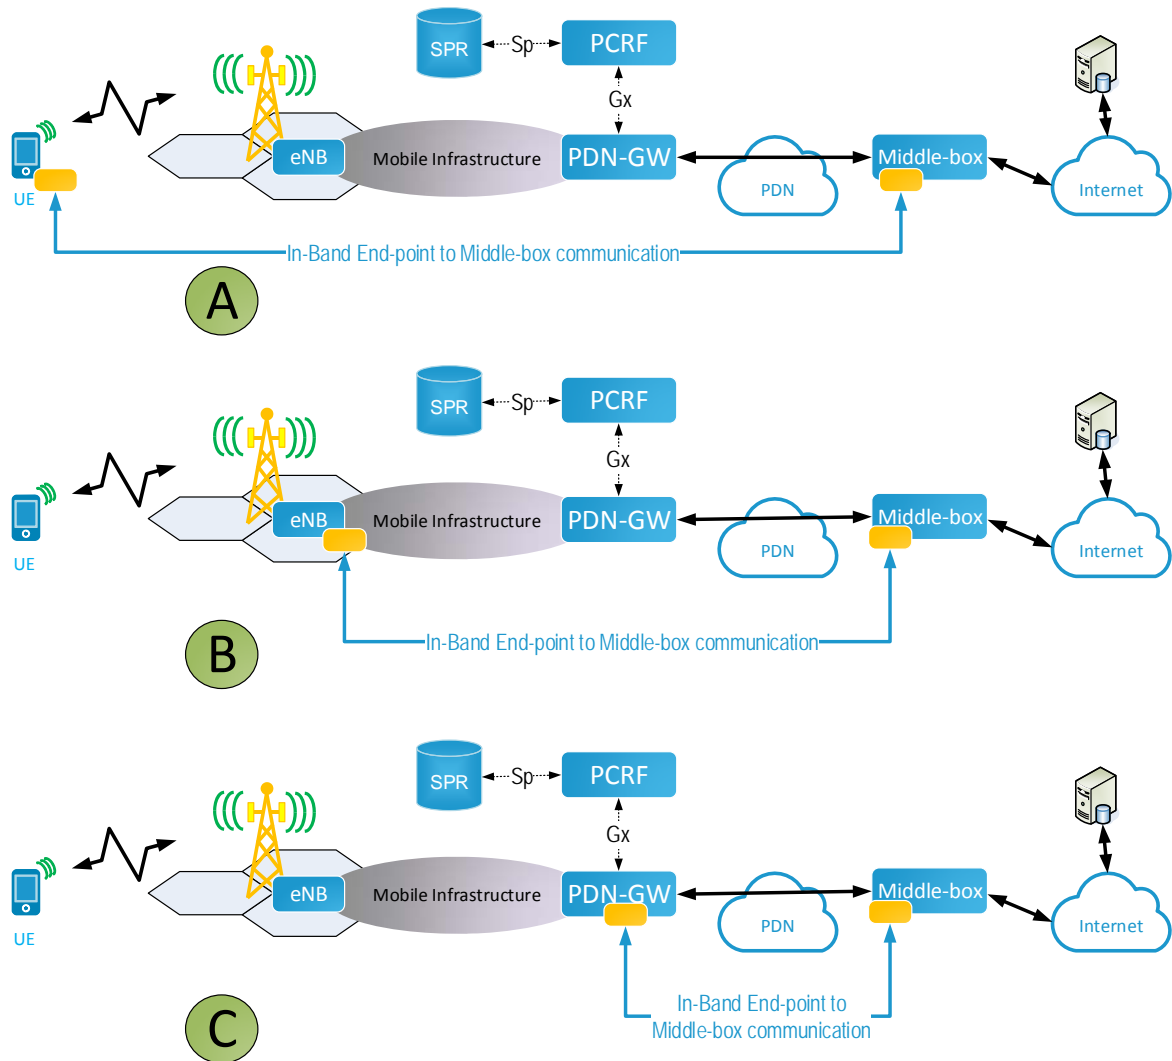 SPR
Sp
PCRF
Gx
UE
eNB
Mobile Infrastructure
PDN-GW
PDN
Middle-box
Internet
In-Band End-point to Middle-box communication
A
SPR
Sp
PCRF
Gx
UE
eNB
Mobile Infrastructure
PDN-GW
PDN
Middle-box
Internet
In-Band End-point to Middle-box communication
B
SPR
Sp
PCRF
Gx
UE
eNB
Mobile Infrastructure
PDN-GW
PDN
Middle-box
Internet
In-Band End-point to
Middle-box communication
C